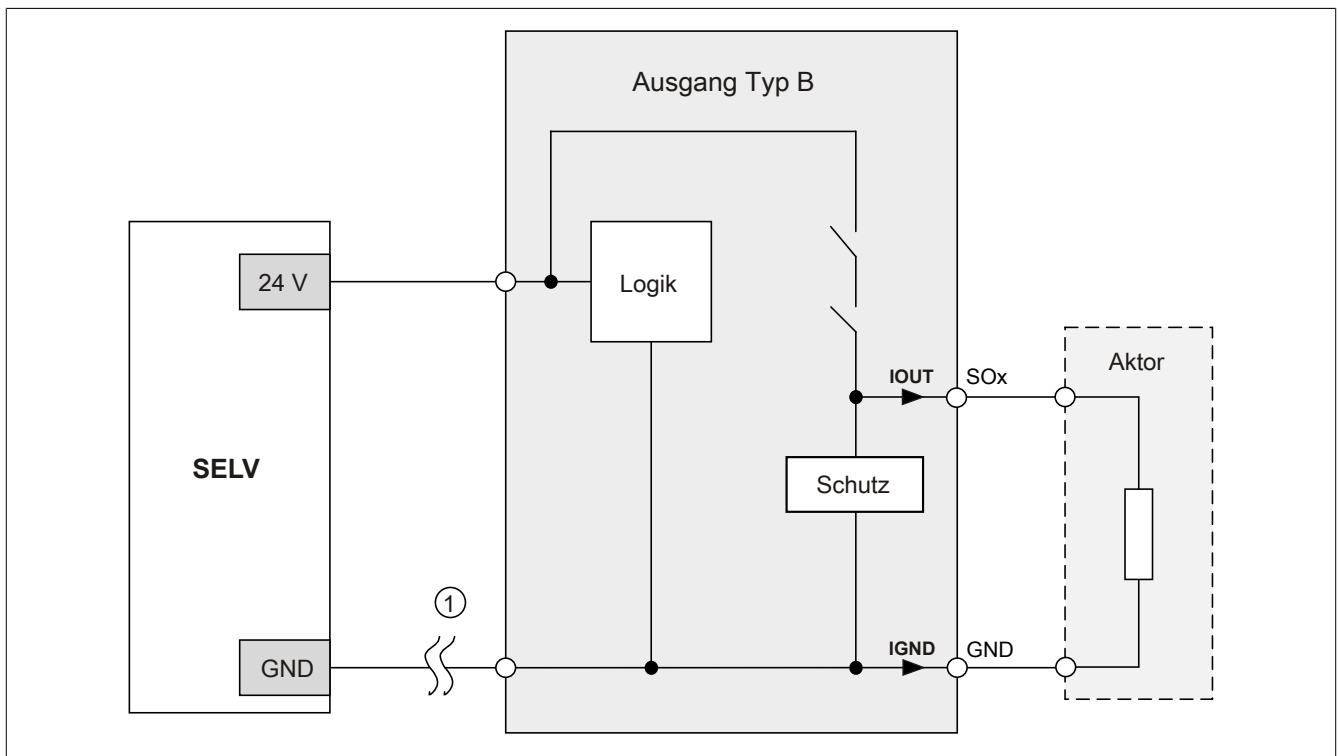 Ausgang Typ B
24 V
Logik
SELV
IOUT
SOx
Aktor
Schutz
1
GND
IGND
GND